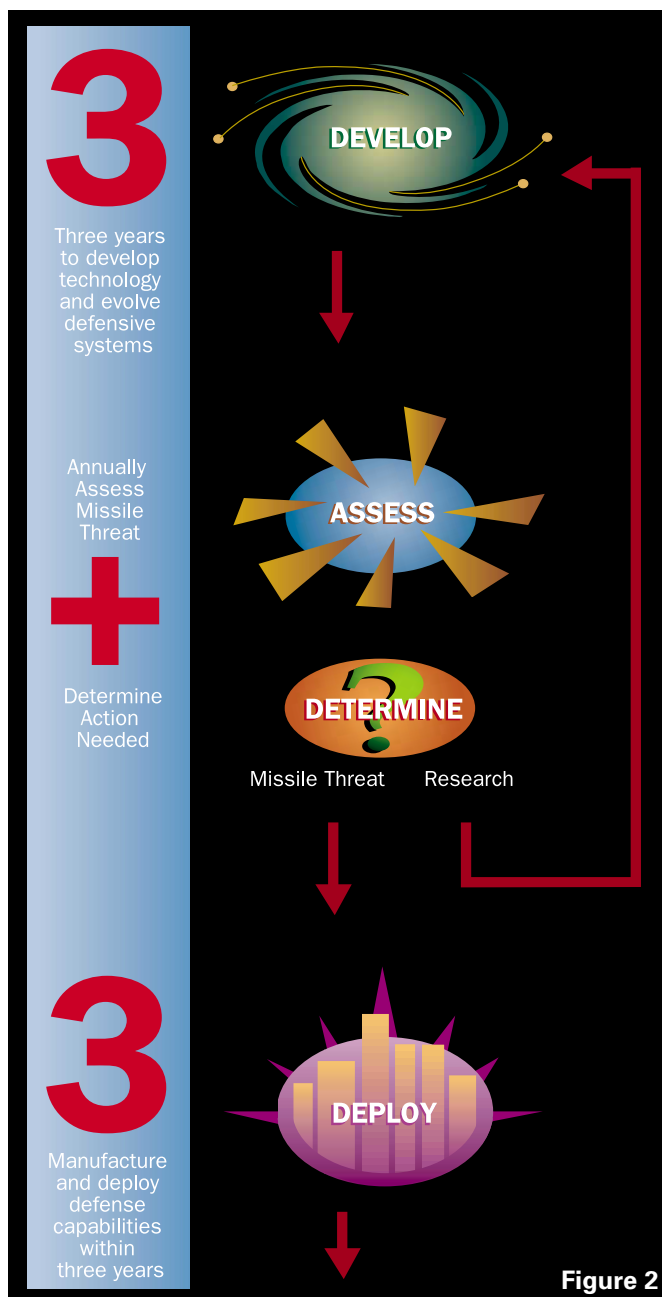 3
Three years
to develop
technology
and evolve
defensive
systems
DEVELOP
Annually
Assess
Missile
Threat
ASSESS
+
Determine
Action
Needed
?
DETERMINE
Missile Threat
Research
3
Manufacture
and deploy
defense
capabilities
within
three years
DEPLOY
Figure 2